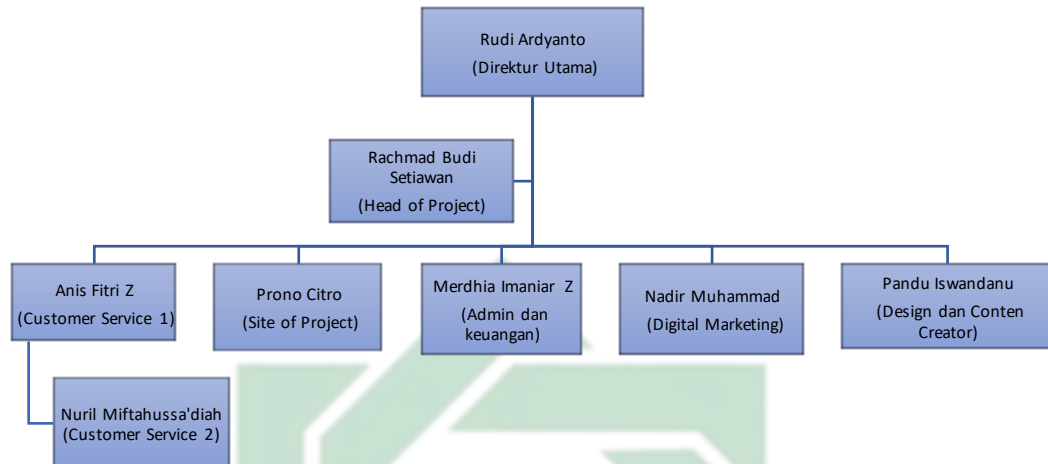 Rudi Ardyanto
(Direktur Utama)
Rachmad Budi
Setiawan
(Head of Project)
Anis Fitri Z
(Customer Service 1)
Prono Citro
(Site of Project)
Merdhia Imaniar Z
(Admin dan
keuangan)
Nadir Muhammad
(Digital Marketing)
Pandu Iswandanu
(Design dan Conten
Creator)
Nuril Miftahussa'diah
(Customer Service 2)